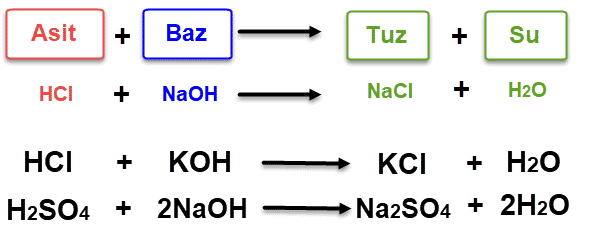 Asit + Baz → Tuz + Su
HCl + NaOH → NaCl + H2O
HCl + KOH → KCl + H2O
H2SO4 + 2NaOH → Na2SO4 + 2H2O